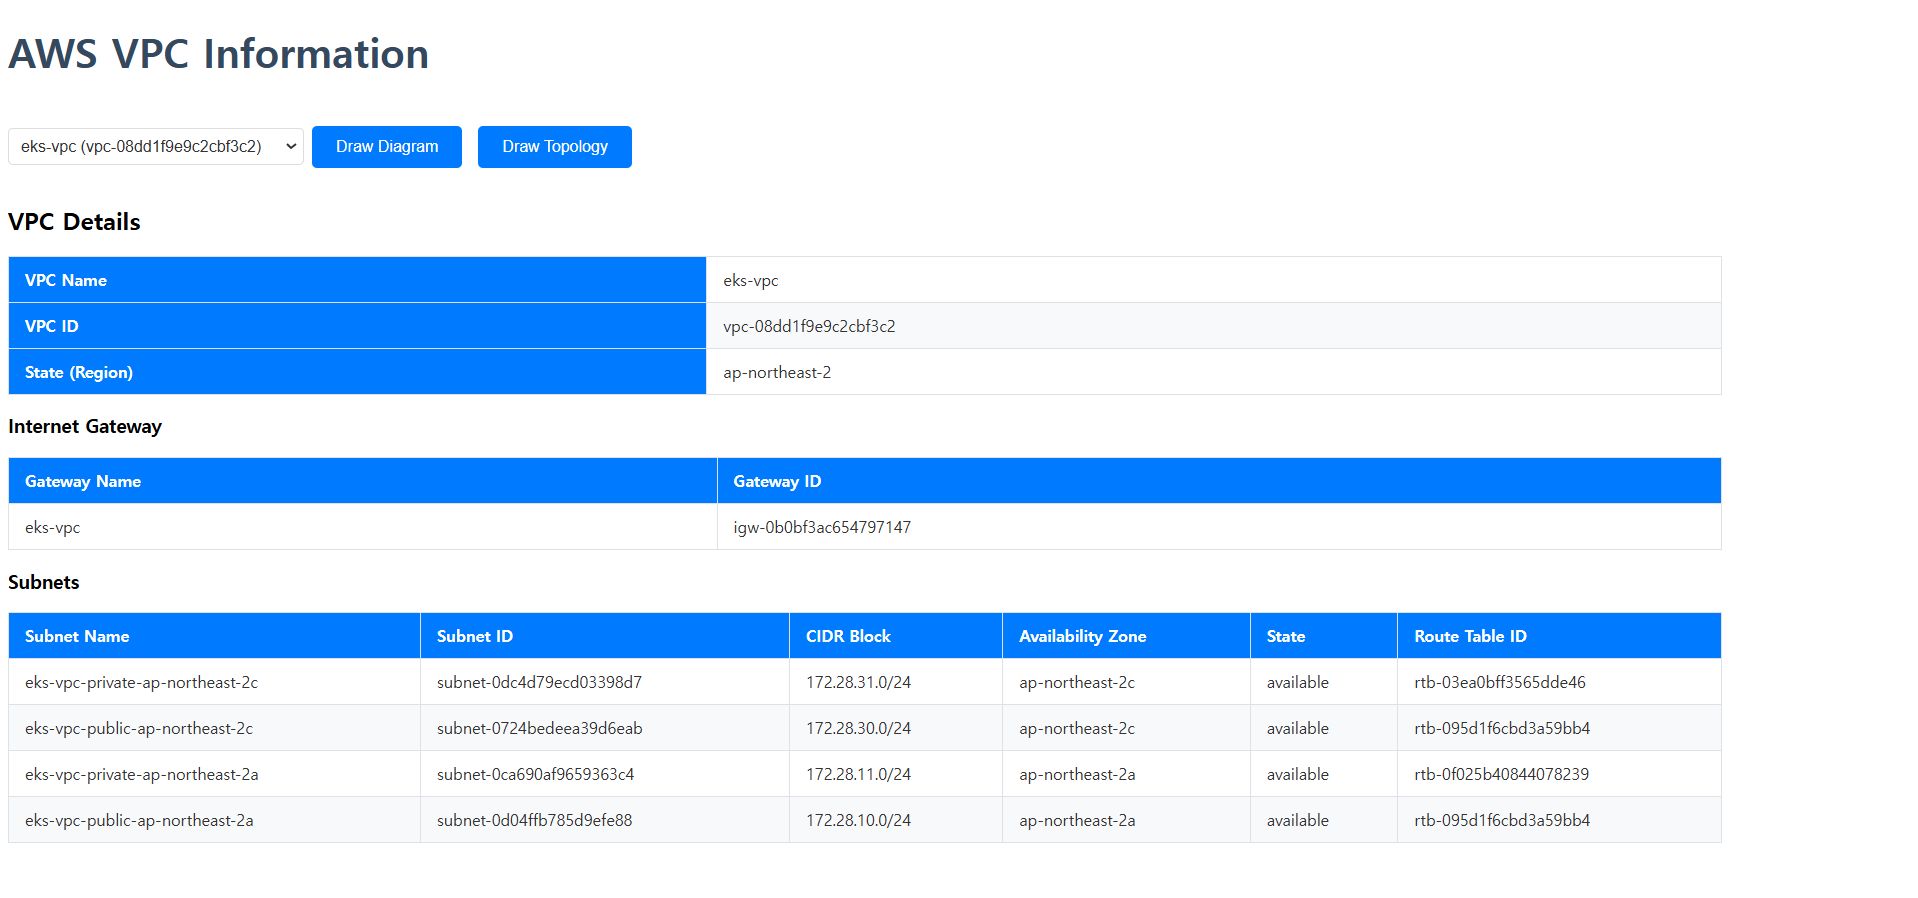 AWS VPC Information
eks-vpc (vpc-08dd1f9e9c2cbf3c2) Draw Diagram Draw Topology
VPC Details
VPC Name eks-vpc
VPC ID vpc-08dd1f9e9c2cbf3c2
State (Region) ap-northeast-2
Internet Gateway
Gateway Name Gateway ID
eks-vpc igw-0b0bf3ac654797147
Subnets
Subnet Name Subnet ID CIDR Block Availability Zone State Route Table ID
eks-vpc-private-ap-northeast-2c subnet-0dc4d79ecd03398d7 172.28.31.0/24 ap-northeast-2c available rtb-03ea0bff3565dde46
eks-vpc-public-ap-northeast-2c subnet-0724bedeea39d6eab 172.28.30.0/24 ap-northeast-2c available rtb-095d1f6cbd3a59bb4
eks-vpc-private-ap-northeast-2a subnet-0ca690af9659363c4 172.28.11.0/24 ap-northeast-2a available rtb-0f025b40844078239
eks-vpc-public-ap-northeast-2a subnet-0d04ffb785d9efe88 172.28.10.0/24 ap-northeast-2a available rtb-095d1f6cbd3a59bb4